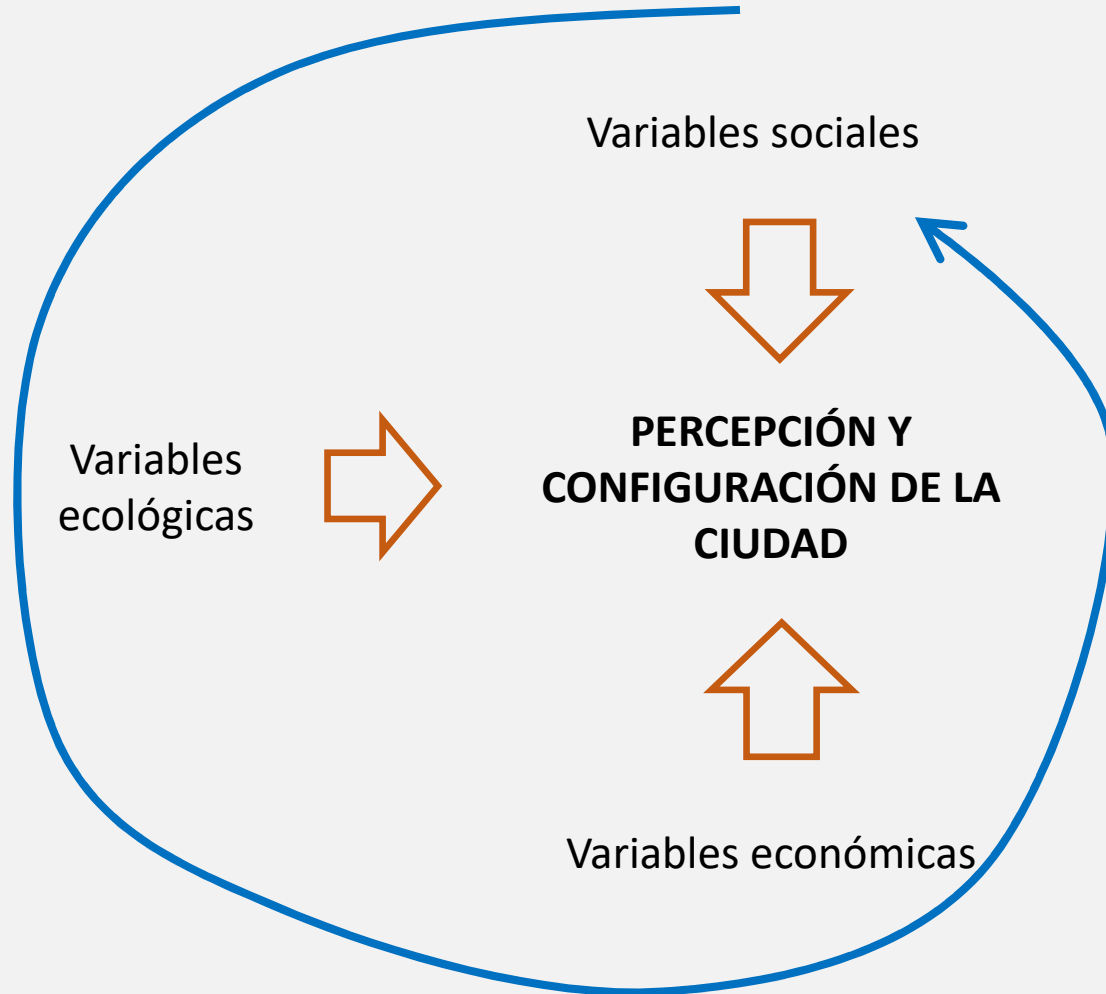 Variables sociales
Variables
ecológicas
PERCEPCIÓN Y
CONFIGURACIÓN DE LA
CIUDAD
Variables económicas